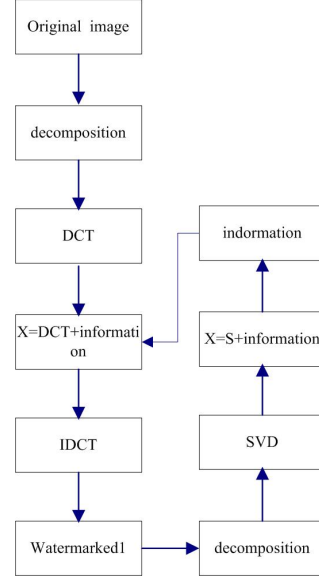 Original image
decomposition
DCT
X=DCT+informati
on
IDCT
Watermarked1
indormation
X=S+information
SVD
decomposition